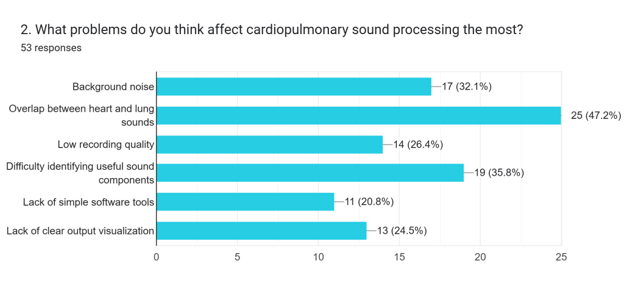 2. What problems do you think affect cardiopulmonary sound processing the most?
53 responses
Background noise
17 (32.1%)
Overlap between heart and lung
sounds
25 (47.2%)
Low recording quality
14 (26.4%)
Difficulty identifying useful sound
components
19 (35.8%)
Lack of simple software tools
11 (20.8%)
Lack of clear output visualization
13 (24.5%)
0 5 10 15 20 25